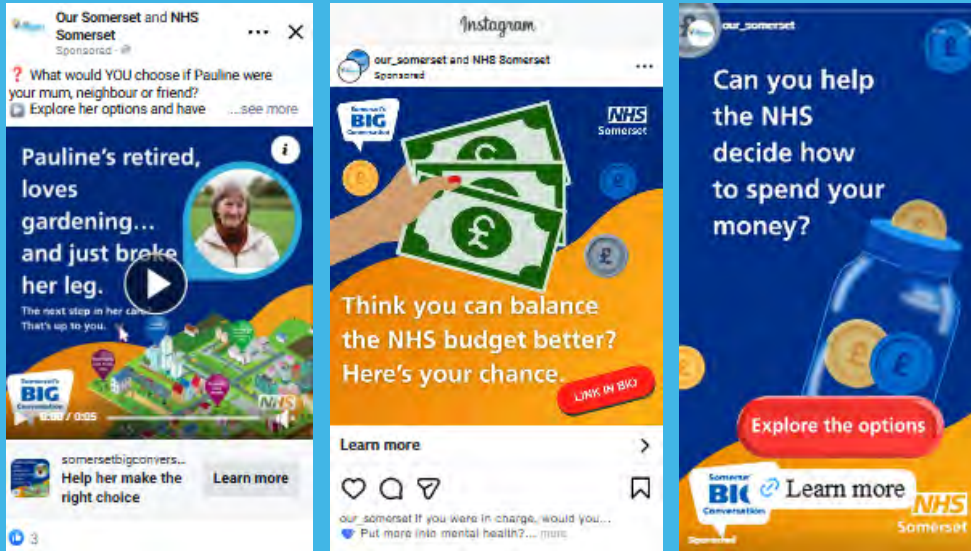 Our Somerset and NHS
Somerset
Sponsored
? What would YOU choose if Pauline were
your mum, neighbour or friend?
Explore her options and have ...see more
Pauline's retired,
loves
gardening...
and just broke
her leg.
The next step in her care?
That's up to you.
i
Somerset's
BIG
Conversation
NHS
0:00 / 0:05
somersetbigconvers...
Help her make the
right choice
Learn more
3
Instagram
our_somerset and NHS Somerset
Sponsored
Somerset's
BIG
Conversation
NHS
Somerset
£
Think you can balance
the NHS budget better?
Here's your chance.
LINK IN BIO
Learn more
our_somerset If you were in charge, would you...
Put more into mental health?... more
our_somerset
Can you help
the NHS
decide how
to spend your
money?
£
£
Explore the options
Somerset
BIG
Conversation
Learn more
NHS
Somerset
Sponsored